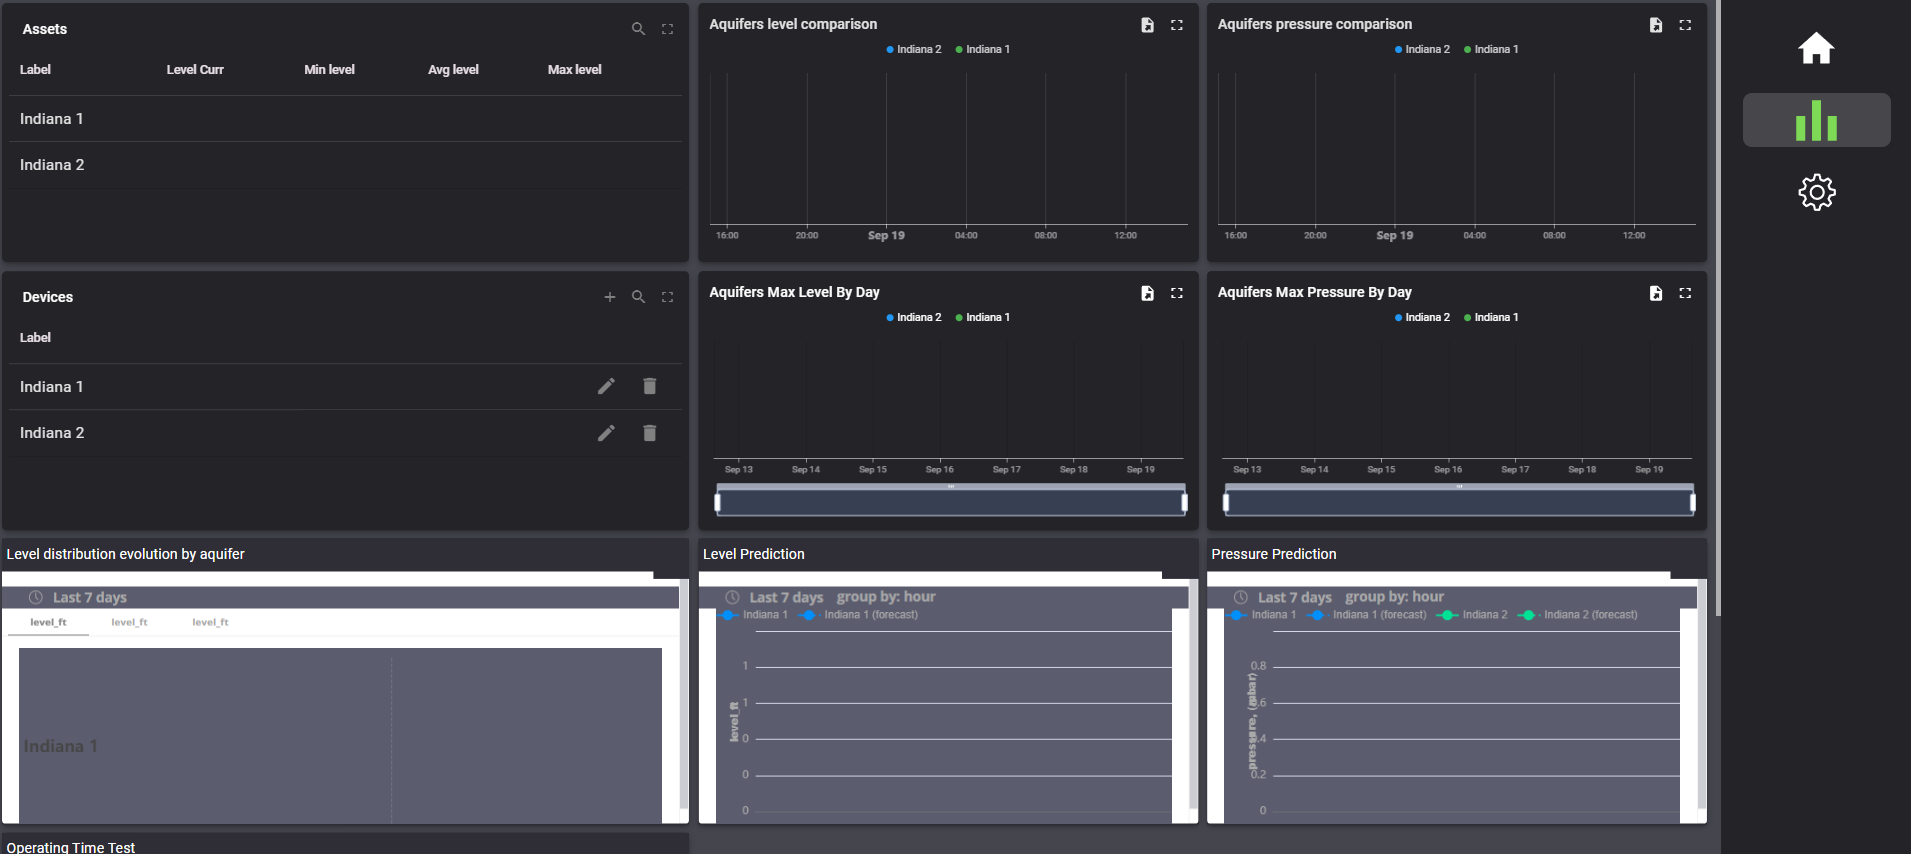 Assets
Label Level Curr Min level Avg level Max level
Indiana 1
Indiana 2
Aquifers level comparison
Indiana 2 Indiana 1
16:00 20:00 Sep 19 04:00 08:00 12:00
Aquifers pressure comparison
Indiana 2 Indiana 1
16:00 20:00 Sep 19 04:00 08:00 12:00
Devices
Label
Indiana 1
Indiana 2
Aquifers Max Level By Day
Indiana 2 Indiana 1
Sep 13 Sep 14 Sep 15 Sep 16 Sep 17 Sep 18 Sep 19
Aquifers Max Pressure By Day
Indiana 2 Indiana 1
Sep 13 Sep 14 Sep 15 Sep 16 Sep 17 Sep 18 Sep 19
Level distribution evolution by aquifer
Last 7 days
level_ft level_ft level_ft
Indiana 1
Level Prediction
Last 7 days group by: hour
Indiana 1 Indiana 1 (forecast)
1
1
0
0
0
level_ft
Pressure Prediction
Last 7 days group by: hour
Indiana 1 Indiana 1 (forecast) Indiana 2 Indiana 2 (forecast)
0.8
0.6
0.4
0.2
0
pressure, (mbar)
Operating Time Test